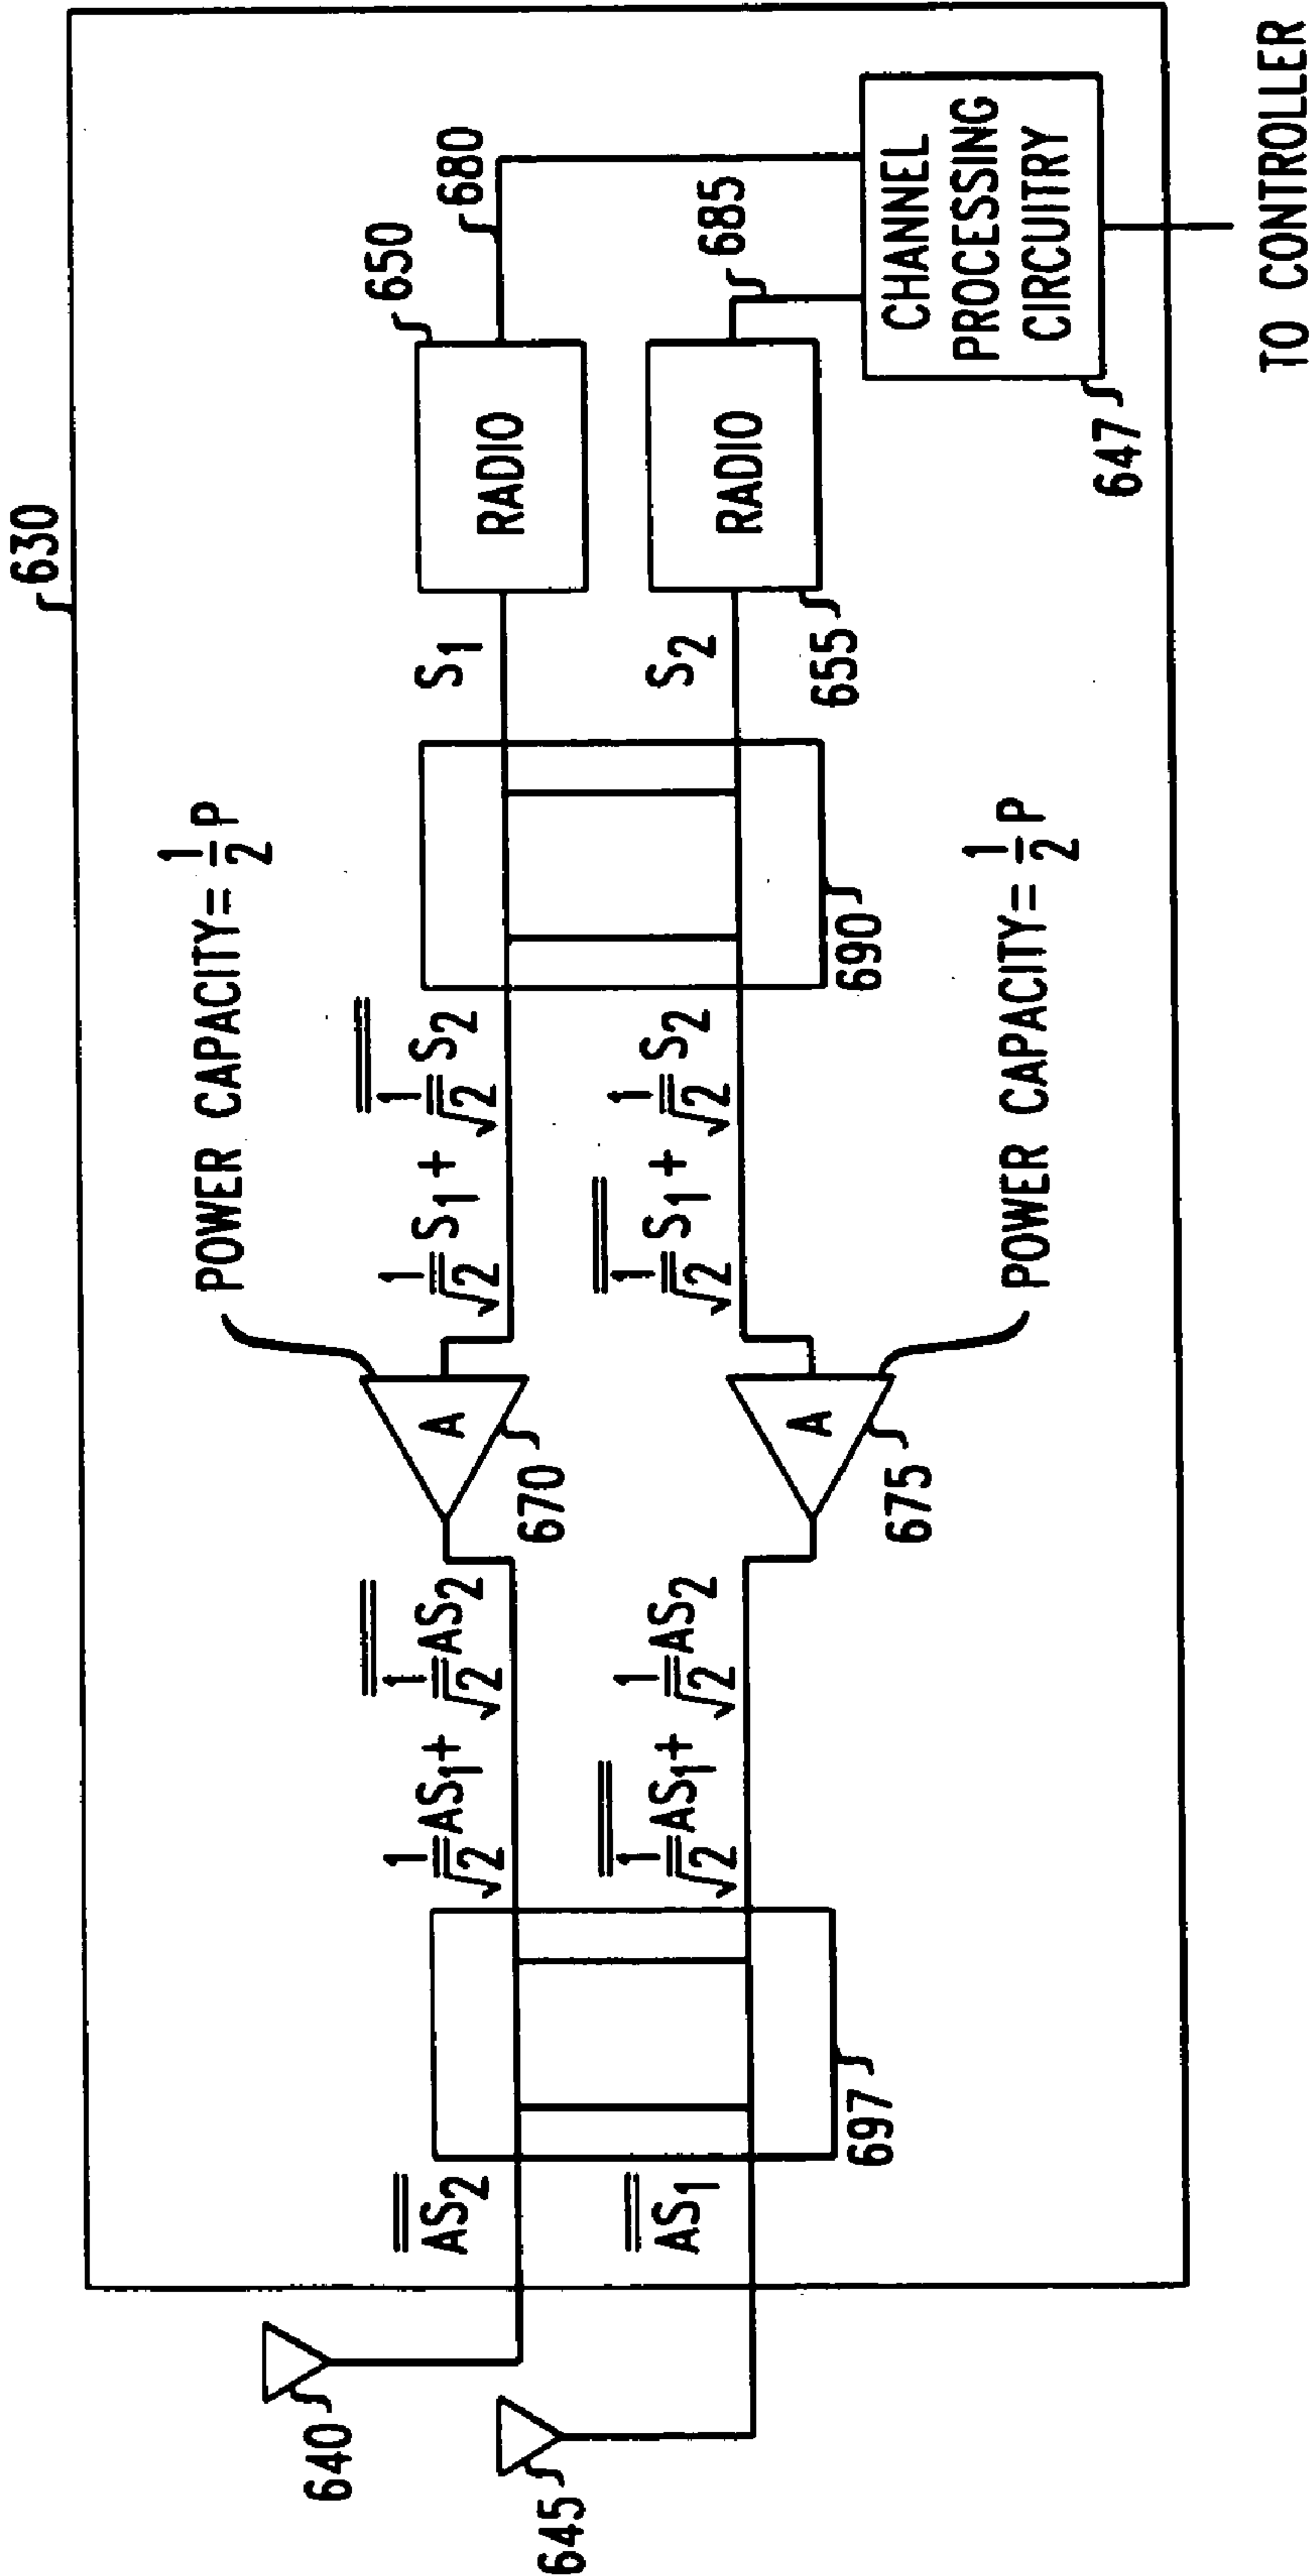 630
640
645
POWER CAPACITY= 1/2 P
650
680
685
A̿S̿₂
1/√2 AS₁+ 1̿/√2 AS₂
A
670
1/√2 S₁ + 1̿/√2 S₂
S₁
RADIO
A̿S̿₁
1̿/√2 AS₁+ 1/√2 AS₂
A
675
1̿/√2 S₁ + 1/√2 S₂
S₂
RADIO
697
690
655
CHANNEL
PROCESSING
CIRCUITRY
647
POWER CAPACITY= 1/2 P
TO CONTROLLER